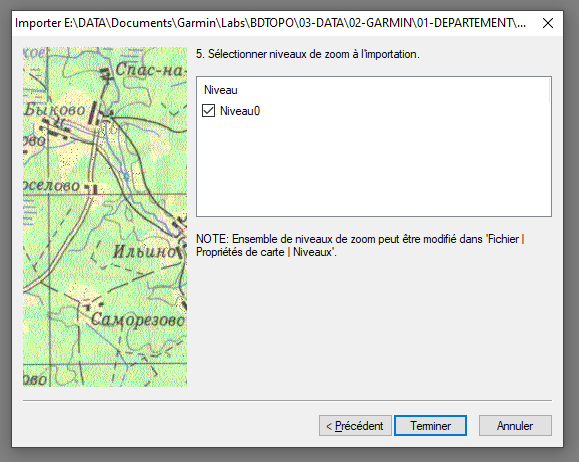 Importer E:\DATA\Documents\Garmin\Labs\BDTOPO\03-DATA\02-GARMIN\01-DEPARTEMENT\...
5. Sélectionner niveaux de zoom à l'importation.
Niveau
Niveau0
NOTE: Ensemble de niveaux de zoom peut être modifié dans 'Fichier |
Propriétés de carte | Niveaux'.
Спас-на-
Быково
ово
оселово
Ильино
Саморезово
ово
< Précédent
Terminer
Annuler